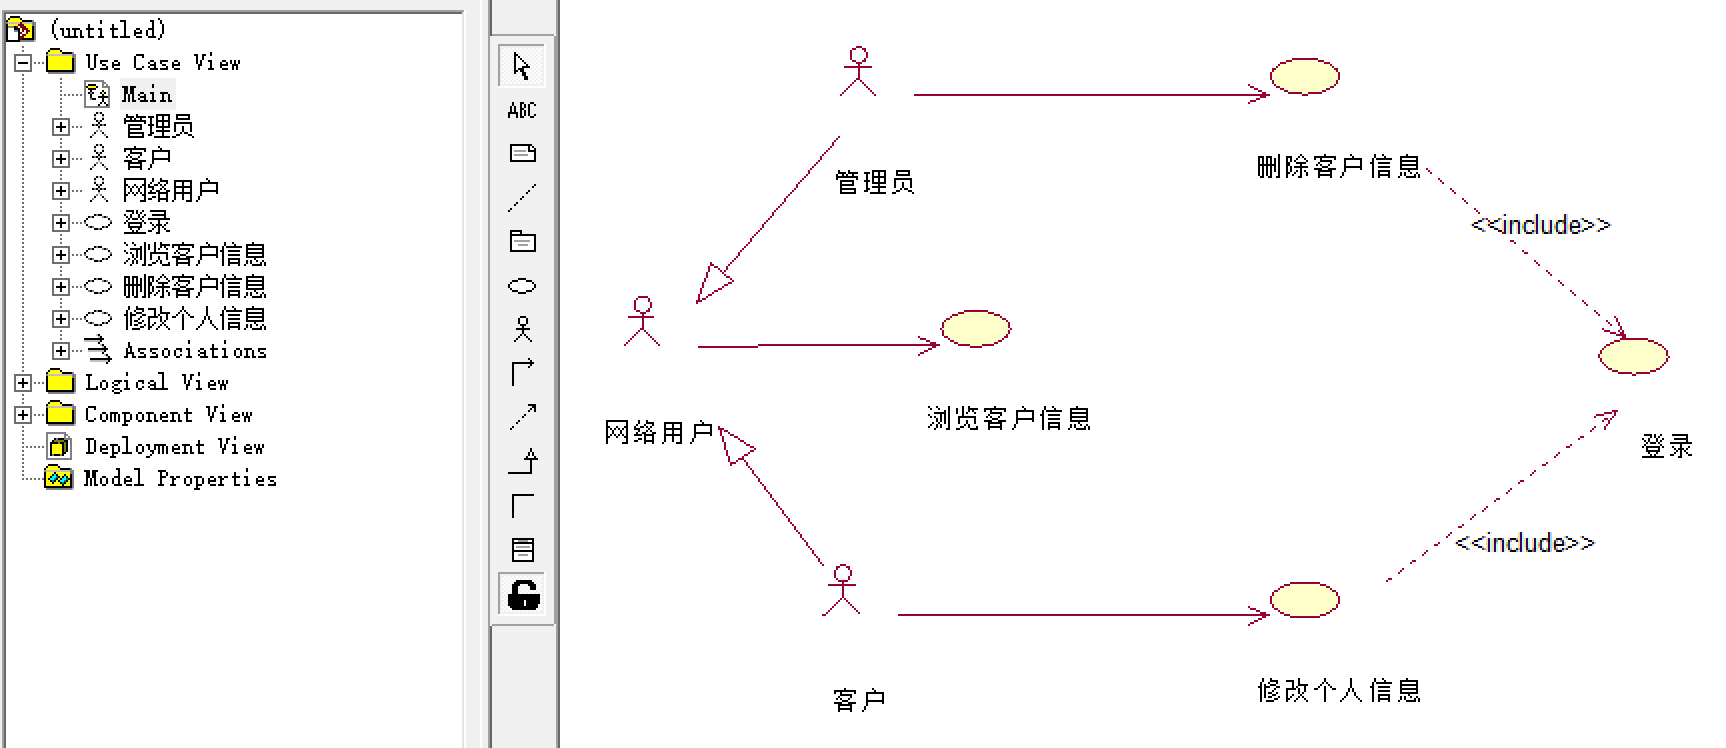 (untitled)
Use Case View
Main
管理员
客户
网络用户
登录
浏览客户信息
删除客户信息
修改个人信息
Associations
Logical View
Component View
Deployment View
Model Properties
ABC
管理员
删除客户信息
<<include>>
网络用户
浏览客户信息
登录
<<include>>
客户
修改个人信息